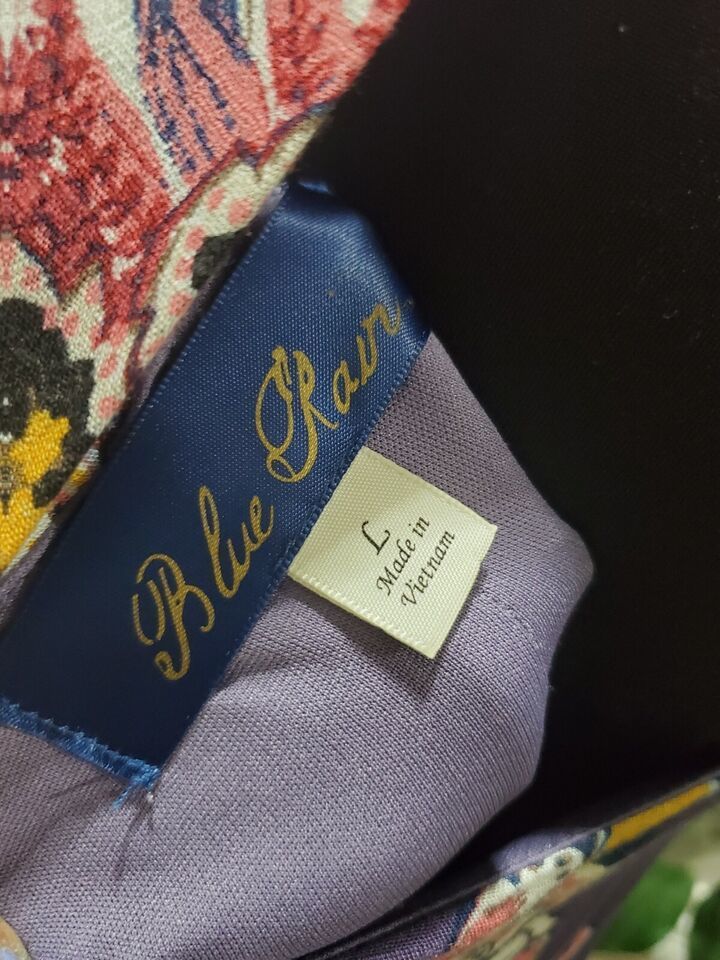 Blue Rain
L
Made in
Vietnam